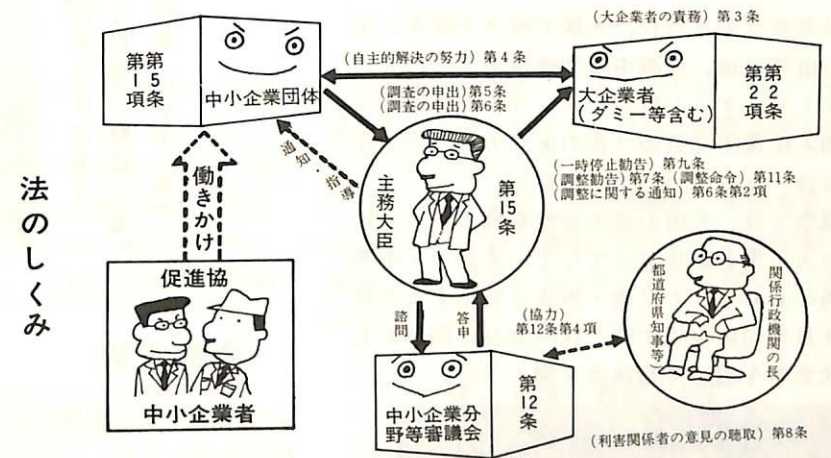 法のしくみ
（大企業者の責務）第３条
第１５条
第１項
中小企業団体
（自主的解決の努力）第４条
（調査の申出）第５条
（調査の申出）第６条
大企業者
（ダミー等含む）
第２条
第２項
通知・指導
主務大臣
第15条
（一時停止勧告）第九条
（調整勧告）第７条（調整命令）第11条
（調整に関する通知）第６条第２項
働きかけ
促進協
中小企業者
諮問
答申
（協力）
第12条第４項
関係行政機関の長
（都道府県知事等）
中小企業分
野等審議会
第12条
（利害関係者の意見の聴取）第８条